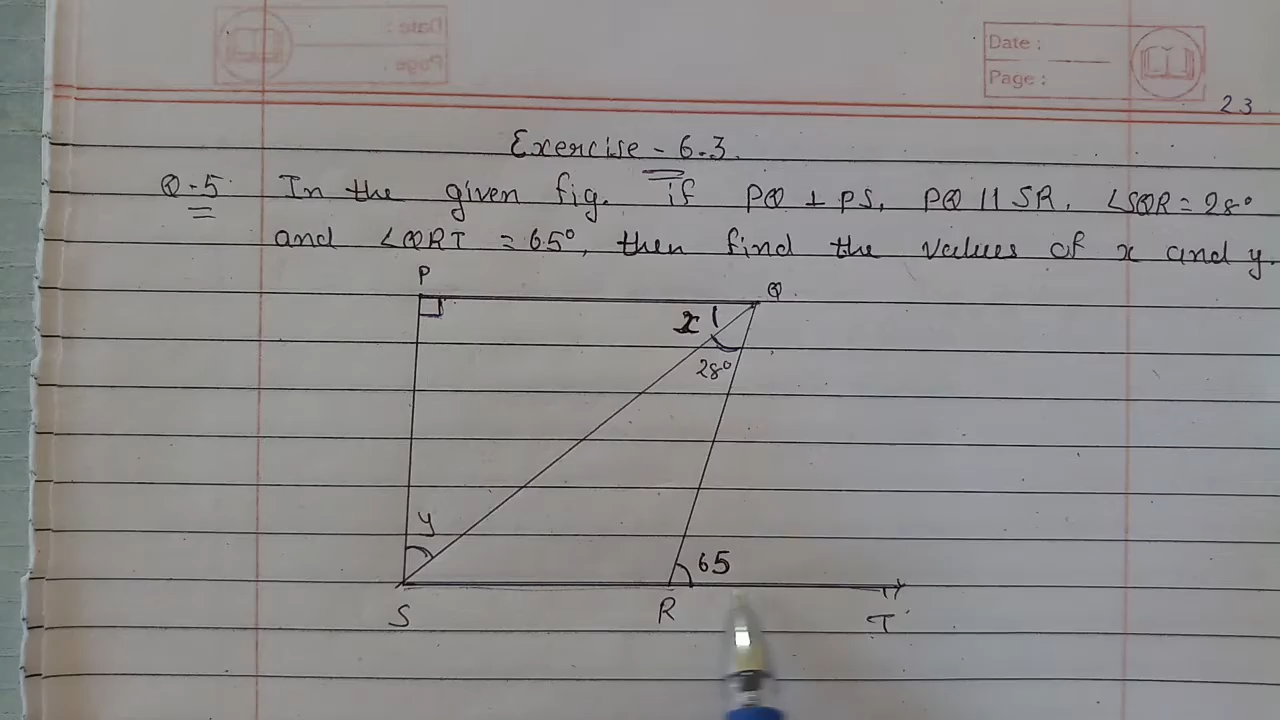 Date :
Page :
23
Exercise - 6.3.
Q-5. In the given fig. if PQ ⊥ PS, PQ || SR, ∠SQR = 28°
and ∠QRT = 65°, then find the values of x and y.
P
Q
x
28°
y
65
S
R
T